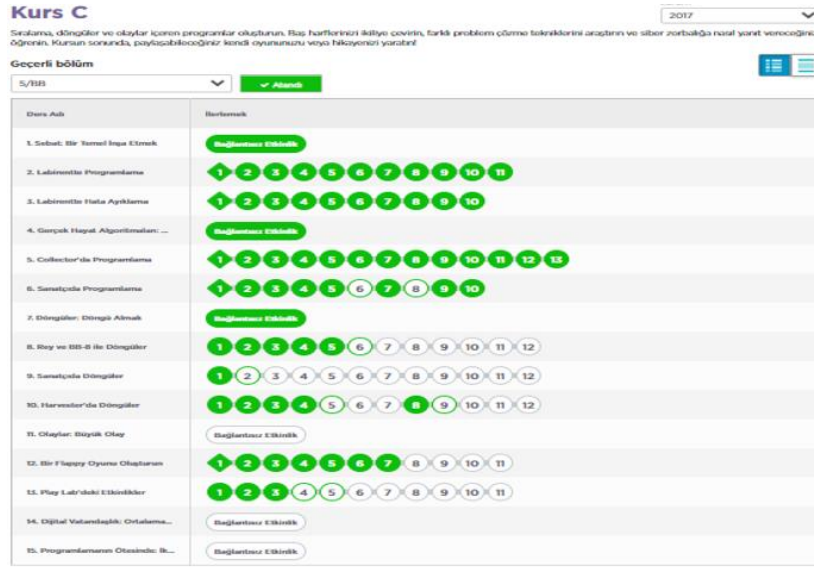 Kurs C
2017
Sıralama, döngüler ve olaylar içeren programlar oluşturun. Baş harflerinizi ikiliye çevirin, farklı problem çözme tekniklerini araştırın ve siber zorbalığa nasıl yanıt vereceğini
öğrenin. Kursun sonunda, paylaşabileceğiniz kendi oyununuzu veya hikayenizi yaratın!
Geçerli bölüm
5/BB
Atandı
Ders Adı İlerlemek
1. Sebat: Bir Temel İnşa Etmek Bağlantısız Etkinlik
2. Labirentte Programlama 1 2 3 4 5 6 7 8 9 10 11
3. Labirentte Hata Ayıklama 1 2 3 4 5 6 7 8 9 10
4. Gerçek Hayat Algoritmaları: ... Bağlantısız Etkinlik
5. Collector'da Programlama 1 2 3 4 5 6 7 8 9 10 11 12 13
6. Sanatçıda Programlama 1 2 3 4 5 6 7 8 9 10
7. Döngüler: Döngü Almak Bağlantısız Etkinlik
8. Rey ve BB-8 ile Döngüler 1 2 3 4 5 6 7 8 9 10 11 12
9. Sanatçıda Döngüler 1 2 3 4 5 6 7 8 9 10 11 12
10. Harvester'da Döngüler 1 2 3 4 5 6 7 8 9 10 11 12
11. Olaylar: Büyük Olay Bağlantısız Etkinlik
12. Bir Flappy Oyunu Oluşturun 1 2 3 4 5 6 7 8 9 10 11
13. Play Lab'deki Etkinlikler 1 2 3 4 5 6 7 8 9 10 11
14. Dijital Vatandaşlık: Ortalama... Bağlantısız Etkinlik
15. Programlamanın Ötesinde: İk... Bağlantısız Etkinlik